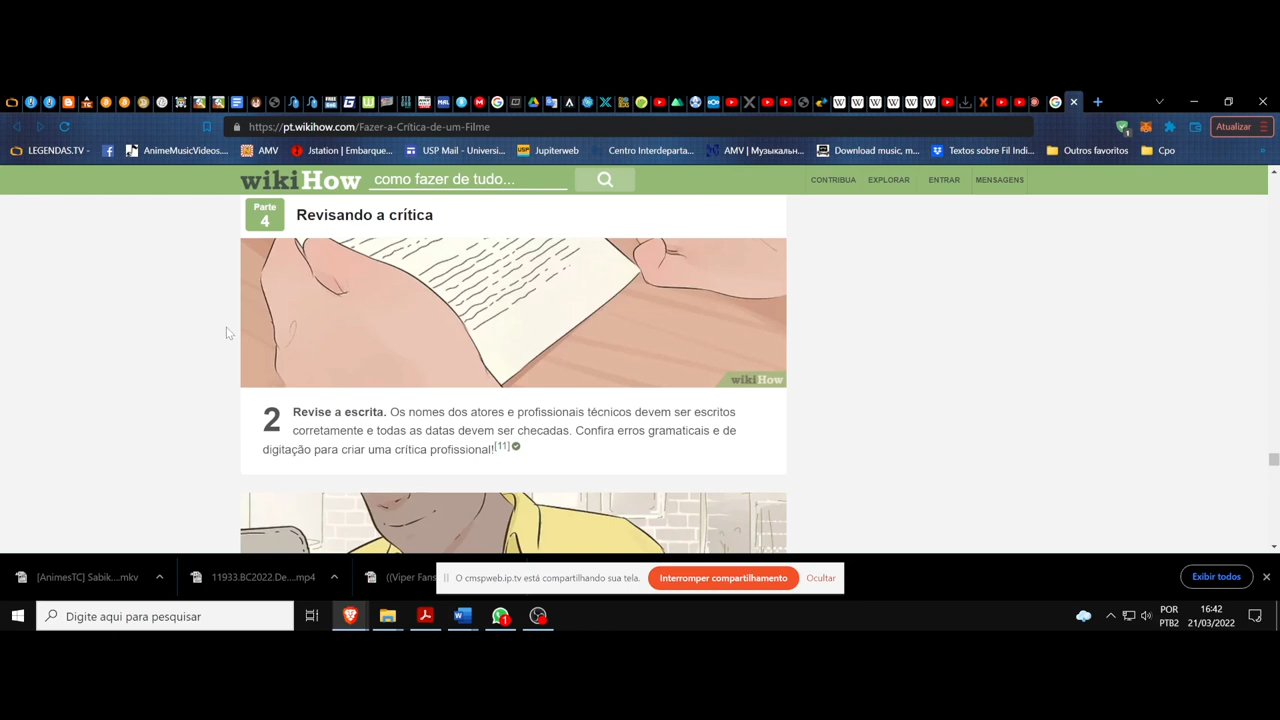 https://pt.wikihow.com/Fazer-a-Crítica-de-um-Filme
Atualizar
LEGENDAS.TV -
AnimeMusicVideos...
AMV
Jstation | Embarque...
USP Mail - Universi...
Jupiterweb
Centro Interdeparta...
AMV | Музыкальн...
Download music, m...
Textos sobre Fil Indi...
Outros favoritos
Cpo
wikiHow como fazer de tudo...
CONTRIBUA EXPLORAR ENTRAR MENSAGENS
Parte
4
Revisando a crítica
wikiHow
2 Revise a escrita. Os nomes dos atores e profissionais técnicos devem ser escritos
corretamente e todas as datas devem ser checadas. Confira erros gramaticais e de
digitação para criar uma crítica profissional![11]
[AnimesTC] Sabik....mkv
11933.BC2022.De....mp4
((Viper Fans
O cmspweb.ip.tv está compartilhando sua tela.
Interromper compartilhamento
Ocultar
Exibir todos
Digite aqui para pesquisar
POR
PTB2
16:42
21/03/2022